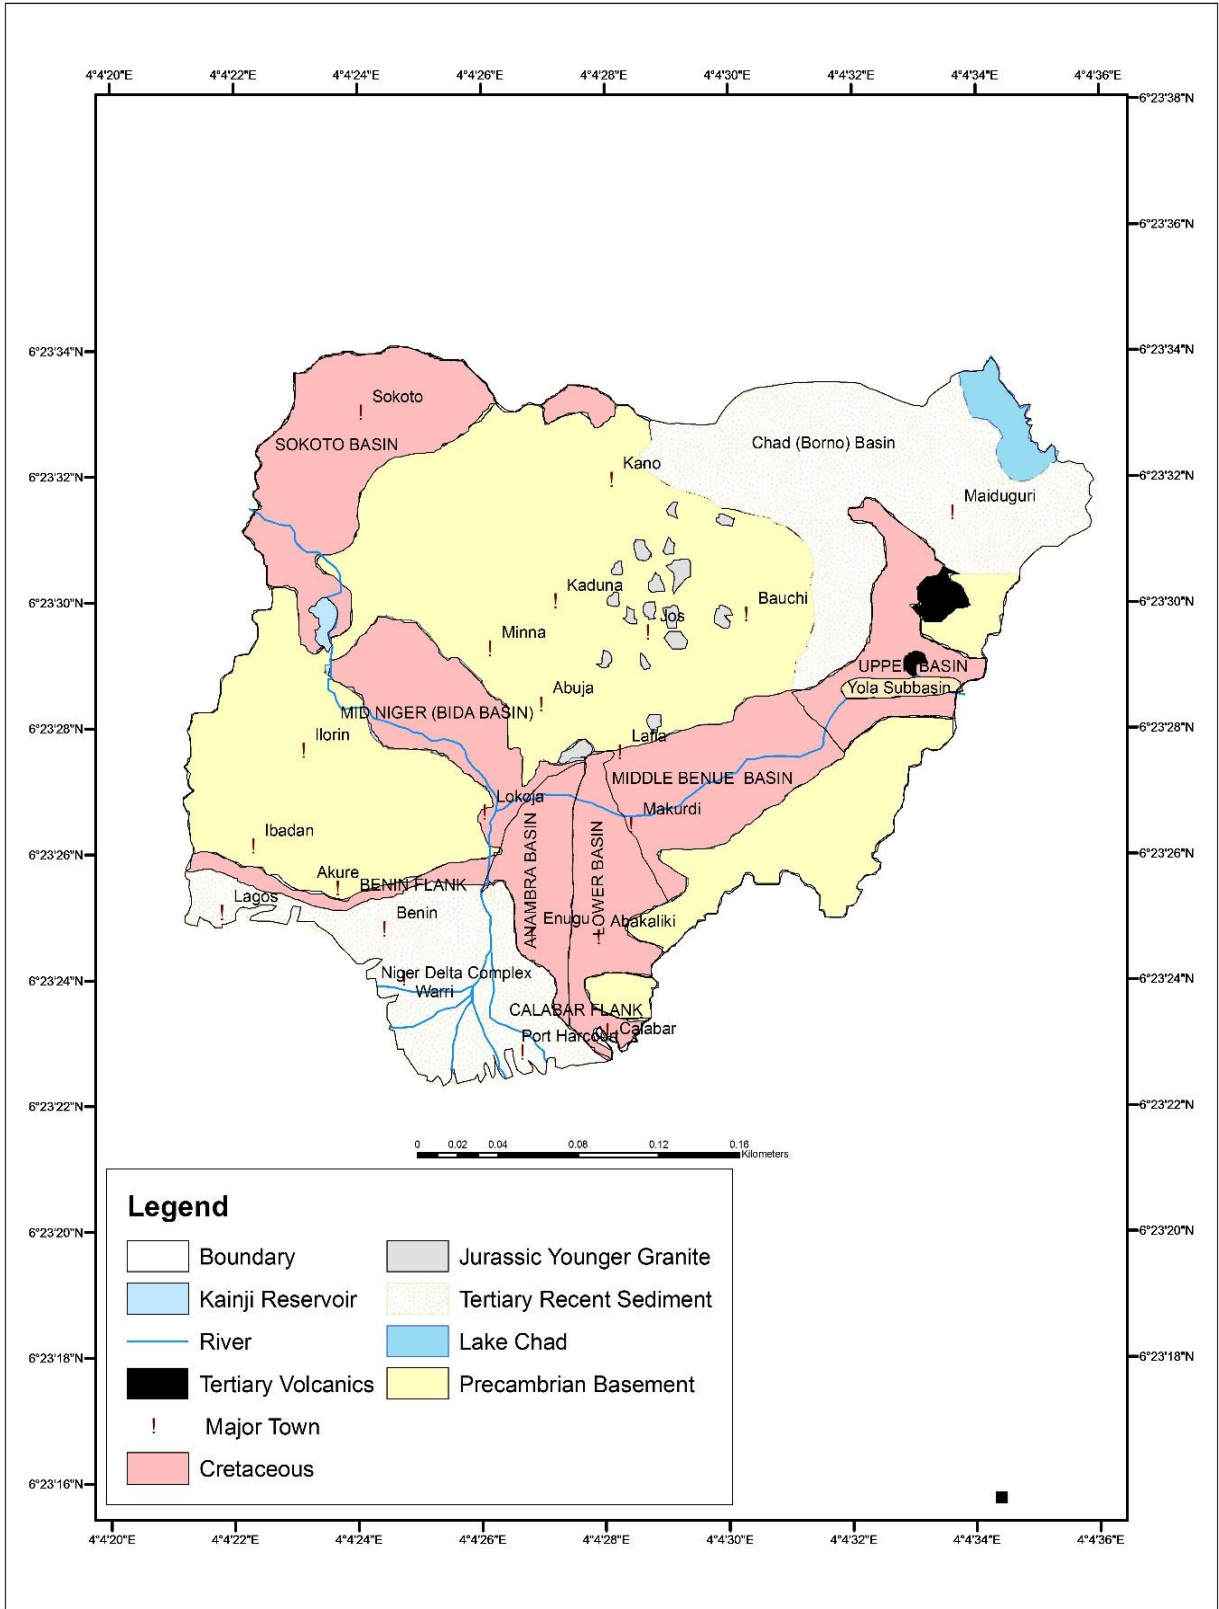 4°4'20"E 4°4'22"E 4°4'24"E 4°4'26"E 4°4'28"E 4°4'30"E 4°4'32"E 4°4'34"E 4°4'36"E
6°23'38"N
6°23'36"N
6°23'34"N 6°23'34"N
Sokoto
SOKOTO BASIN
Chad (Borno) Basin
Kano
6°23'32"N 6°23'32"N
Maiduguri
Kaduna
Bauchi
6°23'30"N 6°23'30"N
Jos
Minna
UPPER BASIN
Abuja
Yola Subbasin
MID NIGER (BIDA BASIN)
6°23'28"N 6°23'28"N
Ilorin
Lafia
MIDDLE BENUE BASIN
Lokoja
Makurdi
Ibadan
6°23'26"N 6°23'26"N
ANAMBRA BASIN
LOWER BASIN
Akure
BENIN FLANK
Lagos
Benin
Enugu
Abakaliki
Niger Delta Complex
6°23'24"N 6°23'24"N
Warri
CALABAR FLANK
Calabar
Port Harcourt
6°23'22"N 6°23'22"N
0 0.02 0.04 0.08 0.12 0.16
Kilometers
Legend
6°23'20"N 6°23'20"N
Boundary
Jurassic Younger Granite
Kainji Reservoir
Tertiary Recent Sediment
River
Lake Chad
6°23'18"N 6°23'18"N
Tertiary Volcanics
Precambrian Basement
Major Town
Cretaceous
6°23'16"N
4°4'20"E 4°4'22"E 4°4'24"E 4°4'26"E 4°4'28"E 4°4'30"E 4°4'32"E 4°4'34"E 4°4'36"E